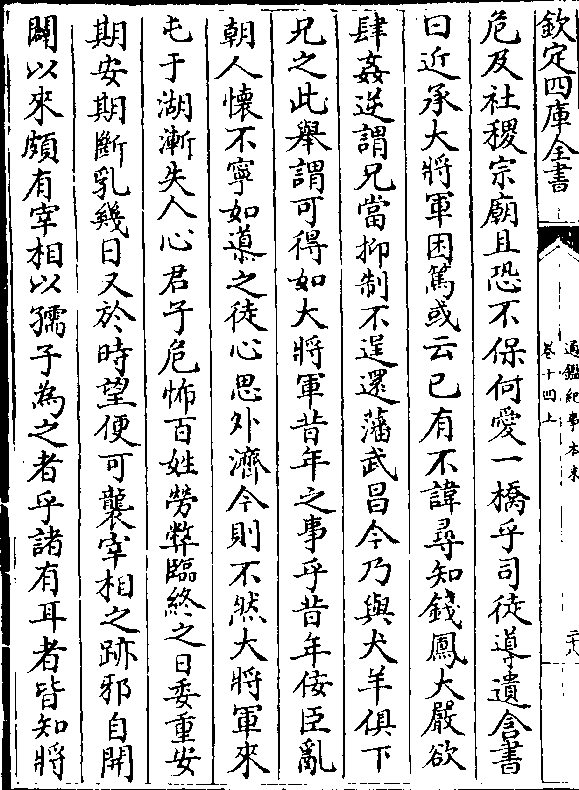 欽定四庫全書
通鑑紀事本末
卷十四上
二十八
危及社稷宗廟且恐不保何愛一橋乎司徒導遺含書
曰近承大將軍困篤或云已有不諱尋知錢鳳大嚴欲
肆姦逆謂兄當抑制不逞還藩武昌今乃與犬羊俱下
兄之此舉謂可得如大將軍昔年之事乎昔年佞臣亂
朝人懷不寧如導之徒心思外濟今則不然大將軍來
屯于湖漸失人心君子危怖百姓勞弊臨終之日委重安
期安期斷乳幾日又於時望便可襲宰相之跡邪自開
闢以來頗有宰相以孺子為之者乎諸有耳者皆知將